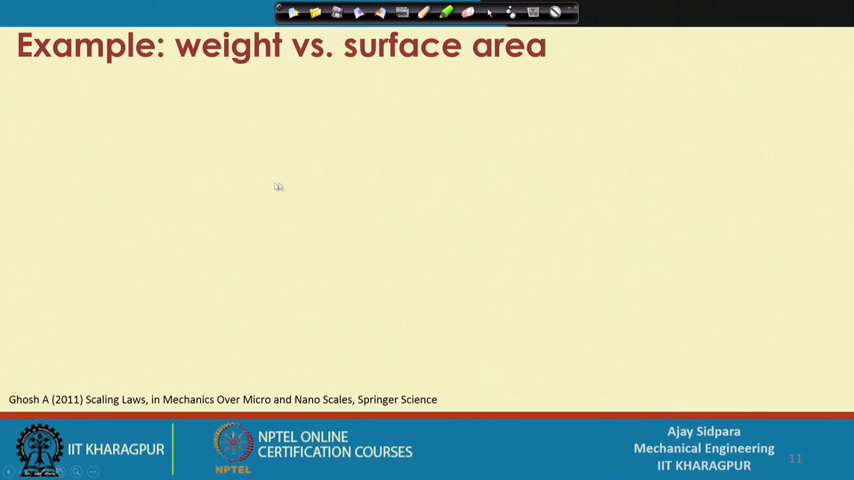 Example: weight vs. surface area
Ghosh A (2011) Scaling Laws, in Mechanics Over Micro and Nano Scales, Springer Science
IIT KHARAGPUR
NPTEL
NPTEL ONLINE
CERTIFICATION COURSES
Ajay Sidpara
Mechanical Engineering
IIT KHARAGPUR
11